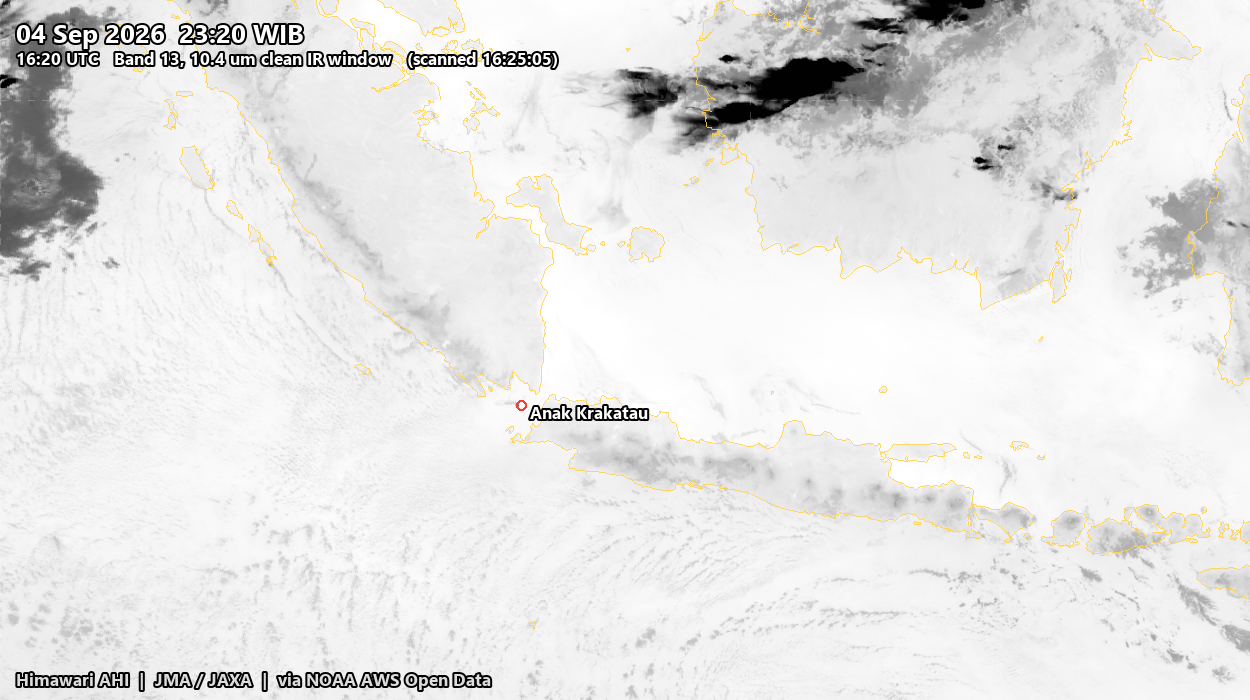 04 Sep 2026 23:20 WIB
16:20 UTC Band 13, 10.4 um clean IR window (scanned 16:25:05)
Anak Krakatau
Himawari AHI | JMA / JAXA | via NOAA AWS Open Data